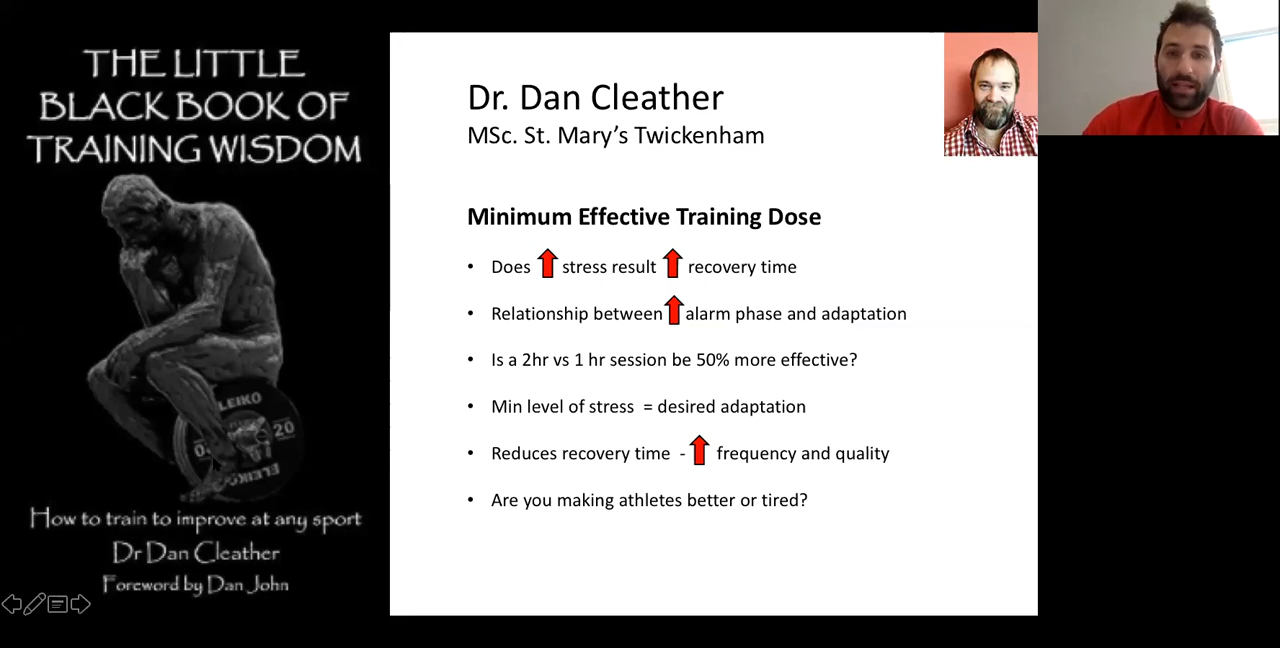 THE LITTLE
BLACK BOOK OF
TRAINING WISDOM
ELEIKO
20
ELEIKO
How to train to improve at any sport
Dr Dan Cleather
Foreword by Dan John
Dr. Dan Cleather
MSc. St. Mary's Twickenham
Minimum Effective Training Dose
• Does stress result recovery time
• Relationship between alarm phase and adaptation
• Is a 2hr vs 1 hr session be 50% more effective?
• Min level of stress = desired adaptation
• Reduces recovery time - frequency and quality
• Are you making athletes better or tired?